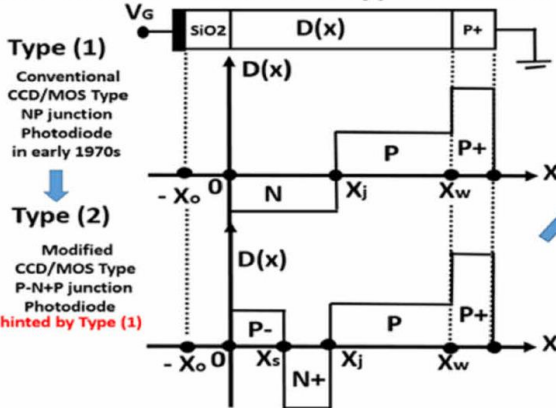 VG
SiO2 D(x) P+
Type (1)
Conventional
CCD/MOS Type
NP junction
Photodiode
in early 1970s
D(x)
P P+
N
- Xo 0 Xj Xw X
Type (2)
Modified
CCD/MOS Type
P-N+P junction
Photodiode
hinted by Type (1)
D(x)
P- P P+
- Xo 0 Xs Xj Xw X
N+